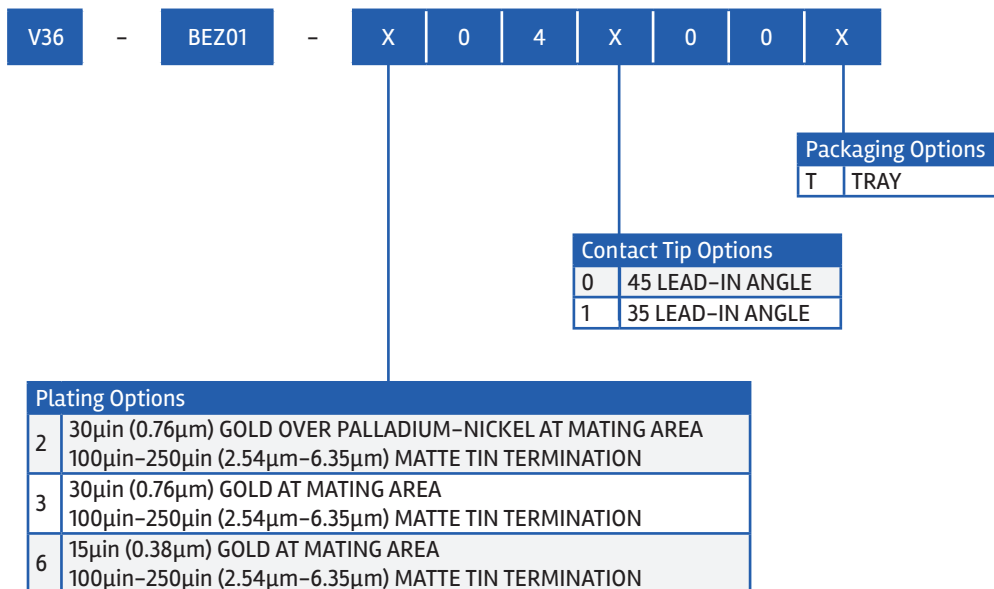 V36 – BEZ01 – X 0 4 X 0 0 X
Packaging Options
T TRAY
Contact Tip Options
0 45 LEAD–IN ANGLE
1 35 LEAD–IN ANGLE
Plating Options
2 30µin (0.76µm) GOLD OVER PALLADIUM–NICKEL AT MATING AREA
100µin–250µin (2.54µm–6.35µm) MATTE TIN TERMINATION
3 30µin (0.76µm) GOLD AT MATING AREA
100µin–250µin (2.54µm–6.35µm) MATTE TIN TERMINATION
6 15µin (0.38µm) GOLD AT MATING AREA
100µin–250µin (2.54µm–6.35µm) MATTE TIN TERMINATION